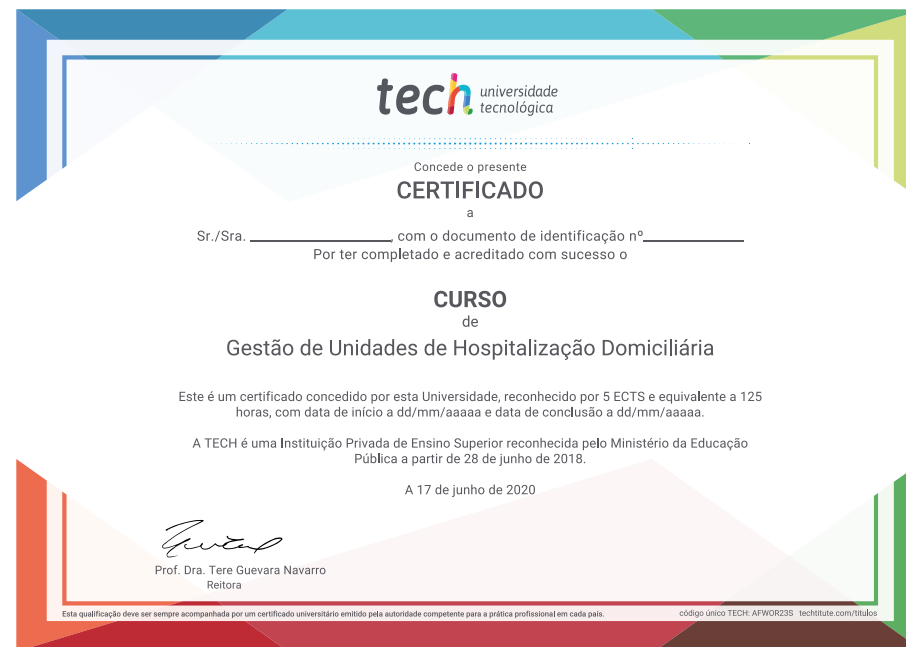 tech universidade
tecnológica
Concede o presente
CERTIFICADO
a
Sr./Sra. ____________________, com o documento de identificação nº______________
Por ter completado e acreditado com sucesso o
CURSO
de
Gestão de Unidades de Hospitalização Domiciliária
Este é um certificado concedido por esta Universidade, reconhecido por 5 ECTS e equivalente a 125
horas, com data de início a dd/mm/aaaaa e data de conclusão a dd/mm/aaaaa.
A TECH é uma Instituição Privada de Ensino Superior reconhecida pelo Ministério da Educação
Pública a partir de 28 de junho de 2018.
A 17 de junho de 2020
Prof. Dra. Tere Guevara Navarro
Reitora
Esta qualificação deve ser sempre acompanhada por um certificado universitário emitido pela autoridade competente para a prática profissional em cada país.
código único TECH: AFWOR23S techtitute.com/titulos